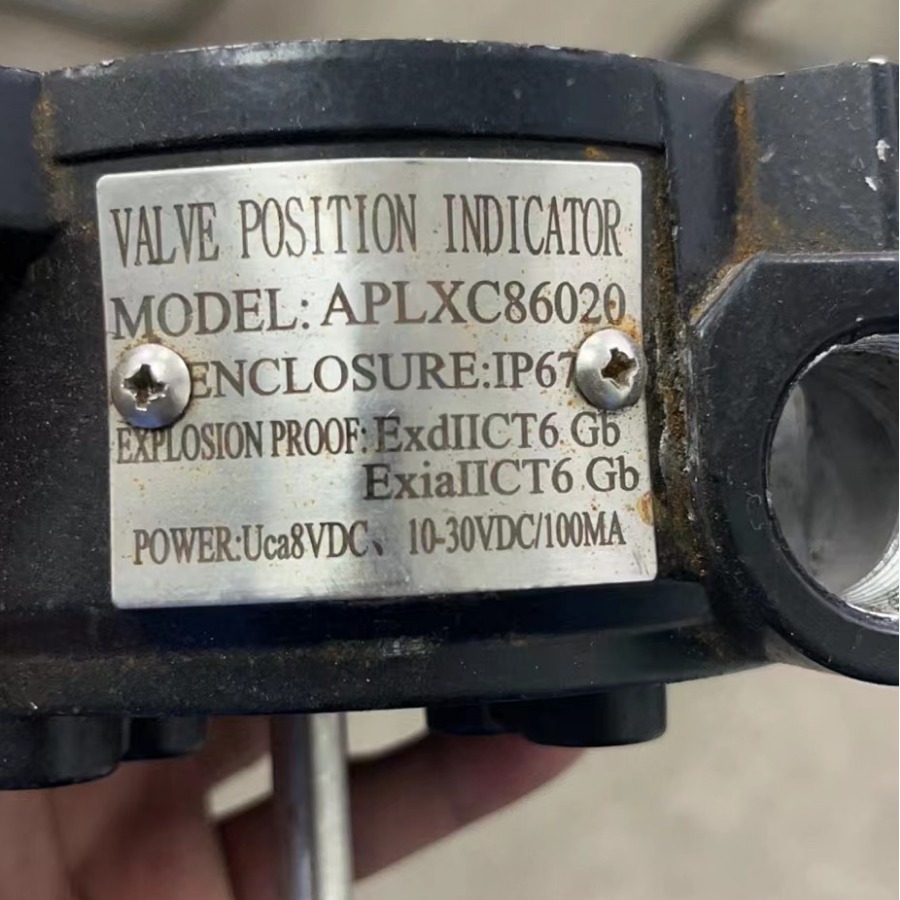 VALVE POSITION INDICATOR
MODEL: APLXC86020
ENCLOSURE:IP67
EXPLOSION PROOF: ExdIICT6 Gb
ExiaIICT6 Gb
POWER:Uca8VDC、 10-30VDC/100MA